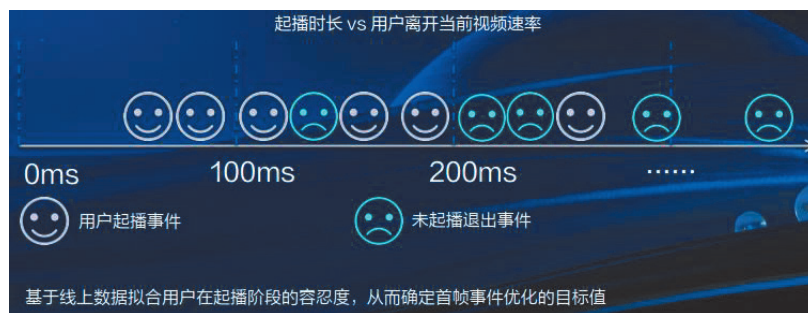 起播时长 vs 用户离开当前视频速率
0ms 100ms 200ms ······
用户起播事件 未起播退出事件
基于线上数据拟合用户在起播阶段的容忍度，从而确定首帧事件优化的目标值